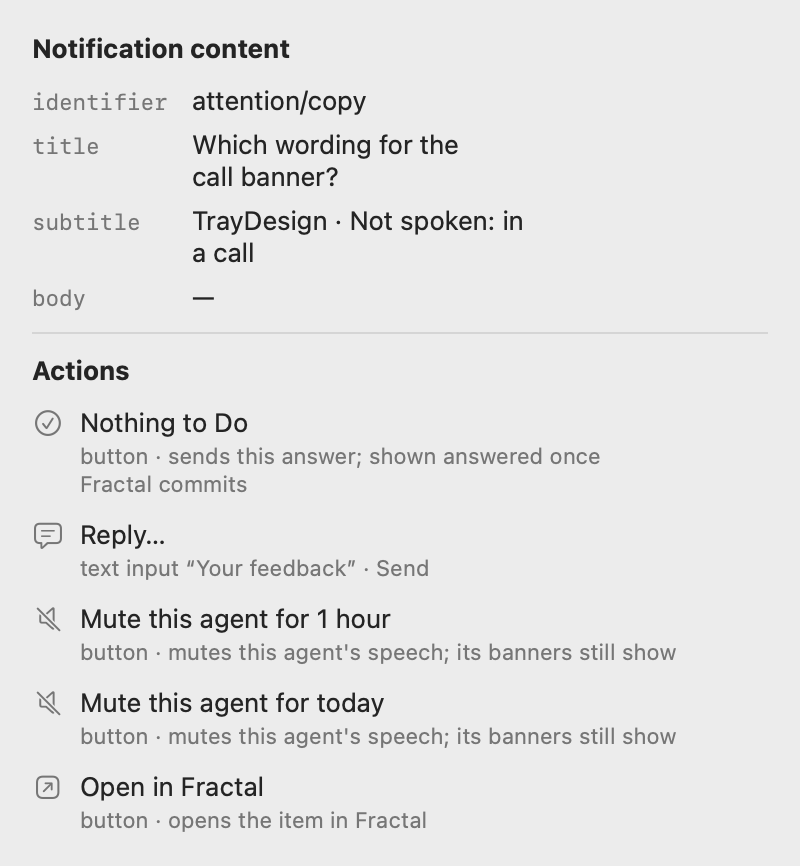 Notification content
identifier attention/copy
title Which wording for the
call banner?
subtitle TrayDesign · Not spoken: in
a call
body —
Actions
Nothing to Do
button · sends this answer; shown answered once
Fractal commits
Reply...
text input “Your feedback” · Send
Mute this agent for 1 hour
button · mutes this agent's speech; its banners still show
Mute this agent for today
button · mutes this agent's speech; its banners still show
Open in Fractal
button · opens the item in Fractal